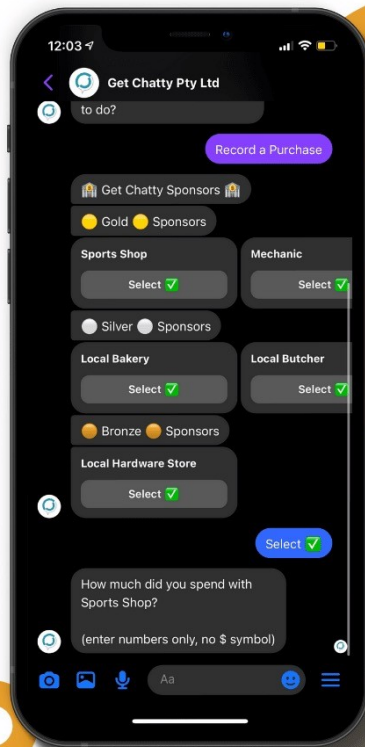 12:03
Get Chatty Pty Ltd
to do?
Record a Purchase
🏦 Get Chatty Sponsors 🏦
🟡 Gold 🟡 Sponsors
Sports Shop
Mechanic
Select ✅
Select ✅
⚪ Silver ⚪ Sponsors
Local Bakery
Local Butcher
Select ✅
Select ✅
🟠 Bronze 🟠 Sponsors
Local Hardware Store
Select ✅
Select ✅
How much did you spend with
Sports Shop?
(enter numbers only, no $ symbol)
Aa